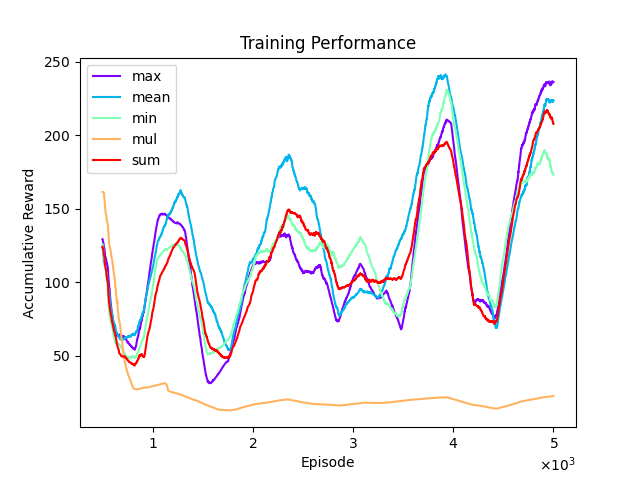 Training Performance
250
200
150
100
50
Accumulative Reward
max
mean
min
mul
sum
1
2
3
4
5
Episode
×10³